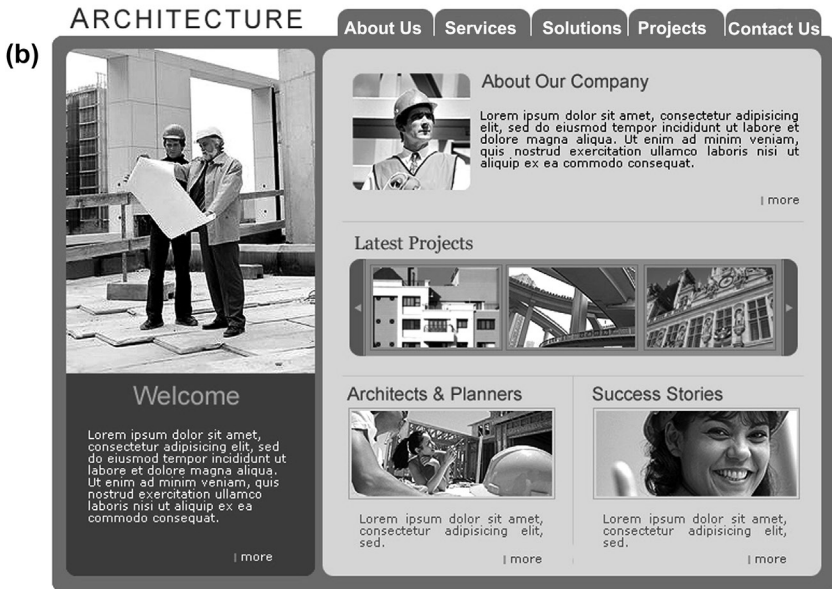 ARCHITECTURE
About Us
Services
Solutions
Projects
Contact Us
(b)
About Our Company
Lorem ipsum dolor sit amet, consectetur adipisicing
elit, sed do eiusmod tempor incididunt ut labore et
dolore magna aliqua. Ut enim ad minim veniam,
quis nostrud exercitation ullamco laboris nisi ut
aliquip ex ea commodo consequat.
| more
Latest Projects
Welcome
Lorem ipsum dolor sit amet,
consectetur adipisicing elit, sed
do eiusmod tempor incididunt ut
labore et dolore magna aliqua.
Ut enim ad minim veniam, quis
nostrud exercitation ullamco
laboris nisi ut aliquip ex ea
commodo consequat.
| more
Architects & Planners
Lorem ipsum dolor sit amet,
consectetur adipisicing elit,
sed.
| more
Success Stories
Lorem ipsum dolor sit amet,
consectetur adipisicing elit,
sed.
| more